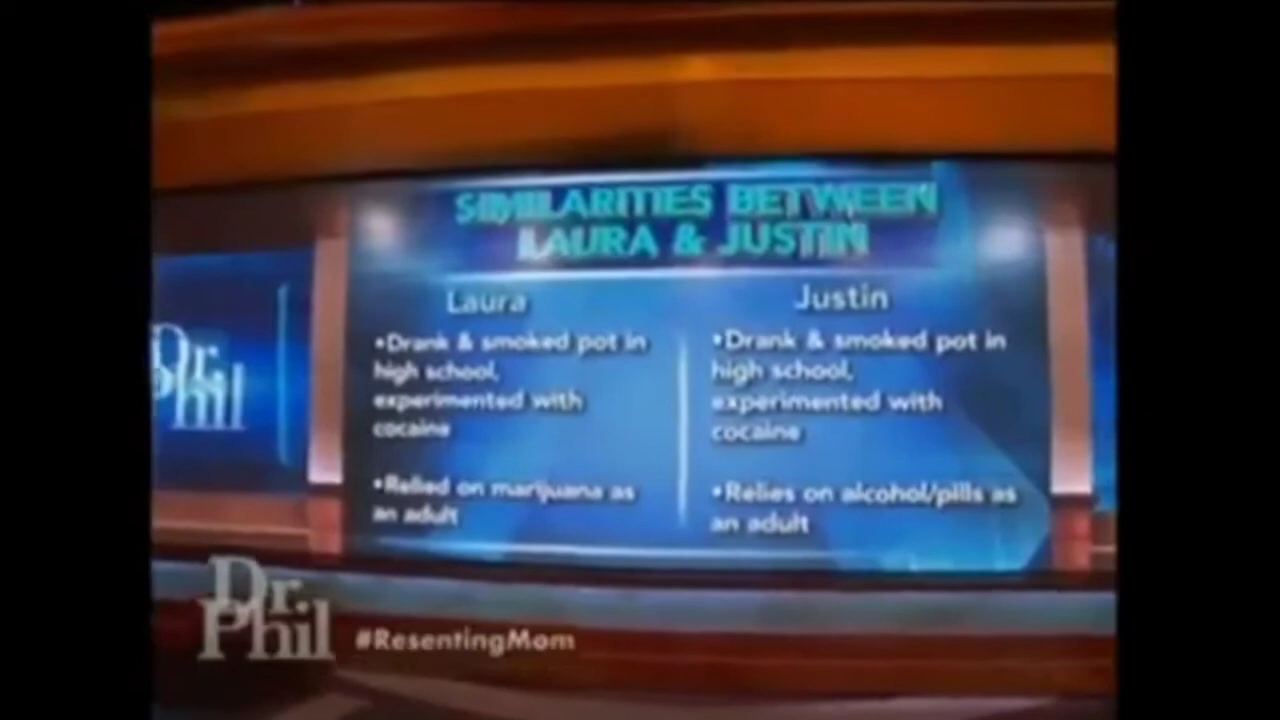 SIMILARITIES BETWEEN
LAURA & JUSTIN
Laura
•Drank & smoked pot in
high school,
experimented with
cocaine
•Relied on marijuana as
an adult
Justin
•Drank & smoked pot in
high school,
experimented with
cocaine
•Relies on alcohol/pills as
an adult
Dr.
Phil
Dr.
Phil
#ResentingMom